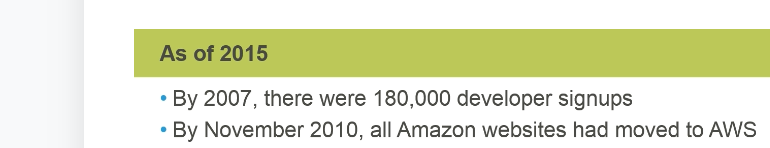 As of 2015
• By 2007, there were 180,000 developer signups
• By November 2010, all Amazon websites had moved to AWS